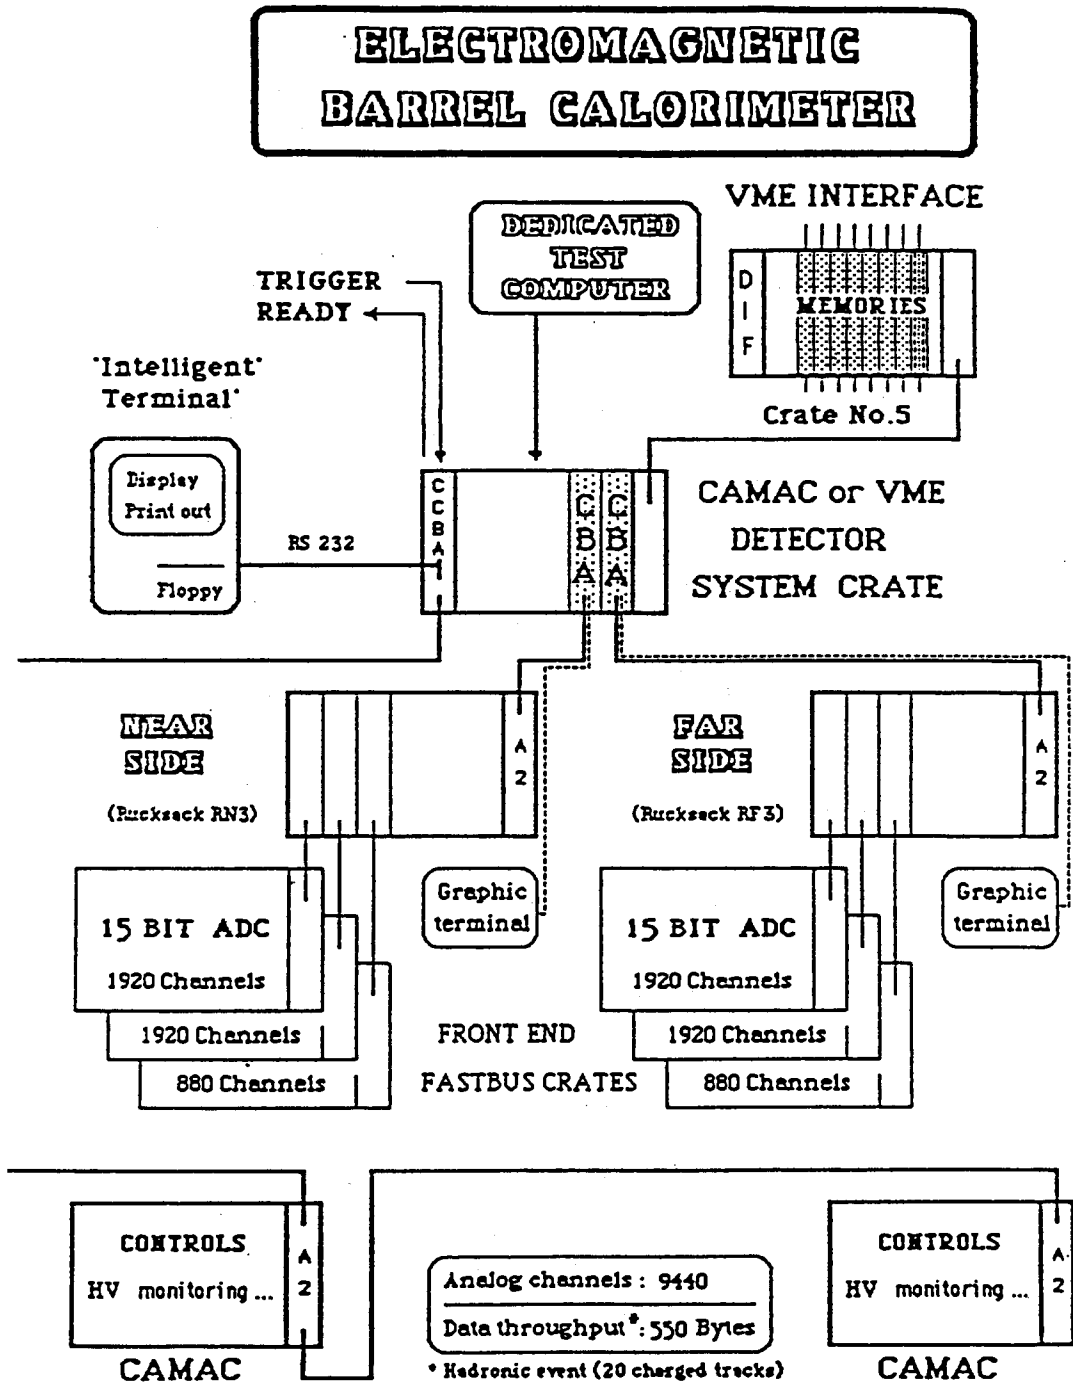 ELECTROMAGNETIC
BARREL CALORIMETER
VME INTERFACE
DEDICATED
TEST
COMPUTER
TRIGGER
READY
D
I
F
MEMORIES
Crate No.5
"Intelligent"
Terminal"
Display
Print out
Floppy
RS 232
C
C
B
A
C
B
A
C
B
A
CAMAC or VME
DETECTOR
SYSTEM CRATE
NEAR
SIDE
(Rucksack RN3)
A
2
FAR
SIDE
(Rucksack RF3)
A
2
15 BIT ADC
1920 Channels
1920 Channels
880 Channels
Graphic
terminal
15 BIT ADC
1920 Channels
1920 Channels
880 Channels
Graphic
terminal
FRONT END
FASTBUS CRATES
CONTROLS
HV monitoring ...
A
2
CAMAC
Analog channels : 9440
Data throughput*: 550 Bytes
* Hadronic event (20 charged tracks)
CONTROLS
HV monitoring ...
A
2
CAMAC